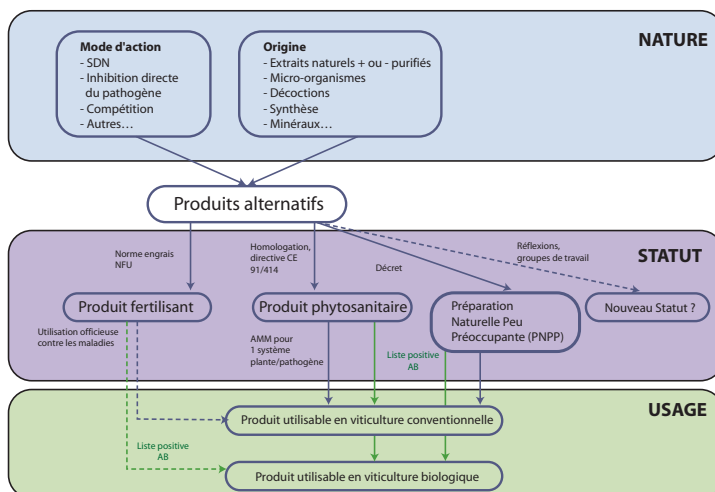 NATURE
Mode d'action
- SDN
- Inhibition directe
du pathogène
- Compétition
- Autres…
Origine
- Extraits naturels + ou - purifiés
- Micro-organismes
- Décoctions
- Synthèse
- Minéraux…
Produits alternatifs
STATUT
Norme engrais
NFU
Homologation,
directive CE
91/414
Décret
Réflexions,
groupes de travail
Produit fertilisant
Produit phytosanitaire
Préparation
Naturelle Peu
Préoccupante (PNPP)
Nouveau Statut ?
Utilisation officieuse
contre les maladies
AMM pour
1 système
plante/pathogène
Liste positive
AB
USAGE
Produit utilisable en viticulture conventionnelle
Liste positive
AB
Produit utilisable en viticulture biologique